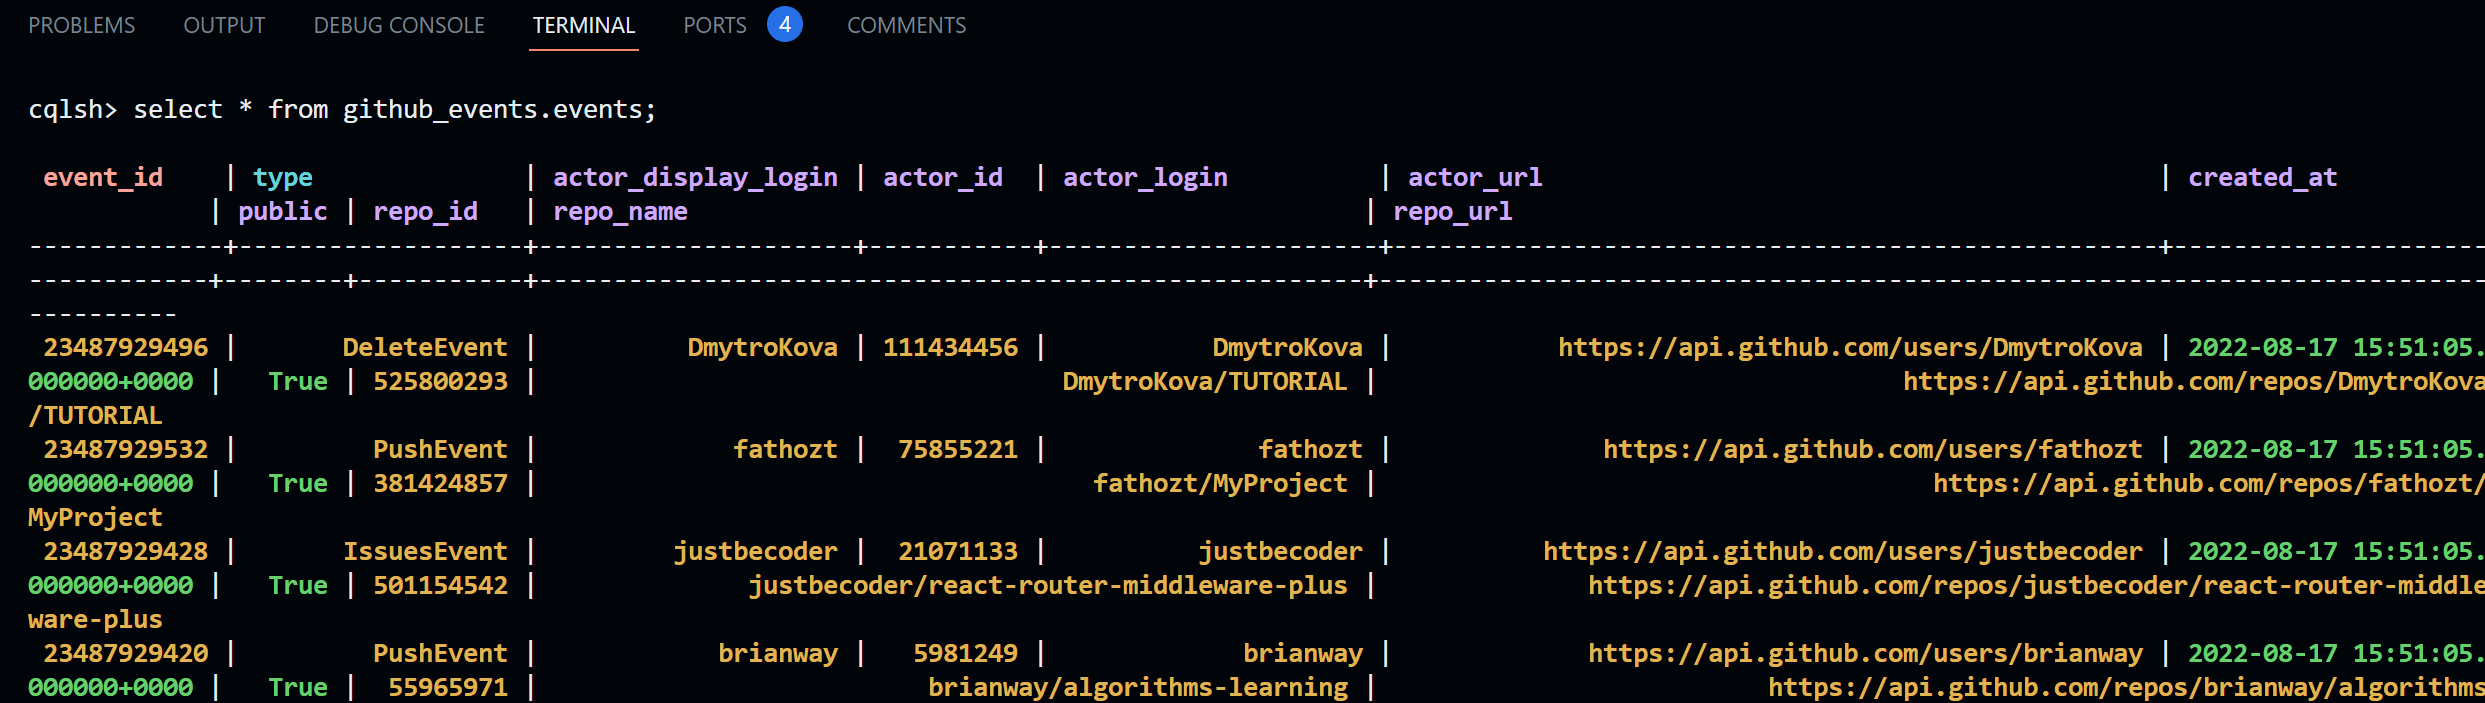 PROBLEMS OUTPUT DEBUG CONSOLE TERMINAL PORTS 4 COMMENTS
cqlsh> select * from github_events.events;
event_id | type | actor_display_login | actor_id | actor_login | actor_url | created_at
| public | repo_id | repo_name | repo_url
-------------+-------------------+---------------------+-----------+----------------------+---------------------------------------------------+---------------------
------------+--------+-----------+-------------------------------------------------------+--------------------------------------------------------------------------
----------
23487929496 | DeleteEvent | DmytroKova | 111434456 | DmytroKova | https://api.github.com/users/DmytroKova | 2022-08-17 15:51:05.
000000+0000 | True | 525800293 | DmytroKova/TUTORIAL | https://api.github.com/repos/DmytroKova
/TUTORIAL
23487929532 | PushEvent | fathozt | 75855221 | fathozt | https://api.github.com/users/fathozt | 2022-08-17 15:51:05.
000000+0000 | True | 381424857 | fathozt/MyProject | https://api.github.com/repos/fathozt/
MyProject
23487929428 | IssuesEvent | justbecoder | 21071133 | justbecoder | https://api.github.com/users/justbecoder | 2022-08-17 15:51:05.
000000+0000 | True | 501154542 | justbecoder/react-router-middleware-plus | https://api.github.com/repos/justbecoder/react-router-middle
ware-plus
23487929420 | PushEvent | brianway | 5981249 | brianway | https://api.github.com/users/brianway | 2022-08-17 15:51:05.
000000+0000 | True | 55965971 | brianway/algorithms-learning | https://api.github.com/repos/brianway/algorithms